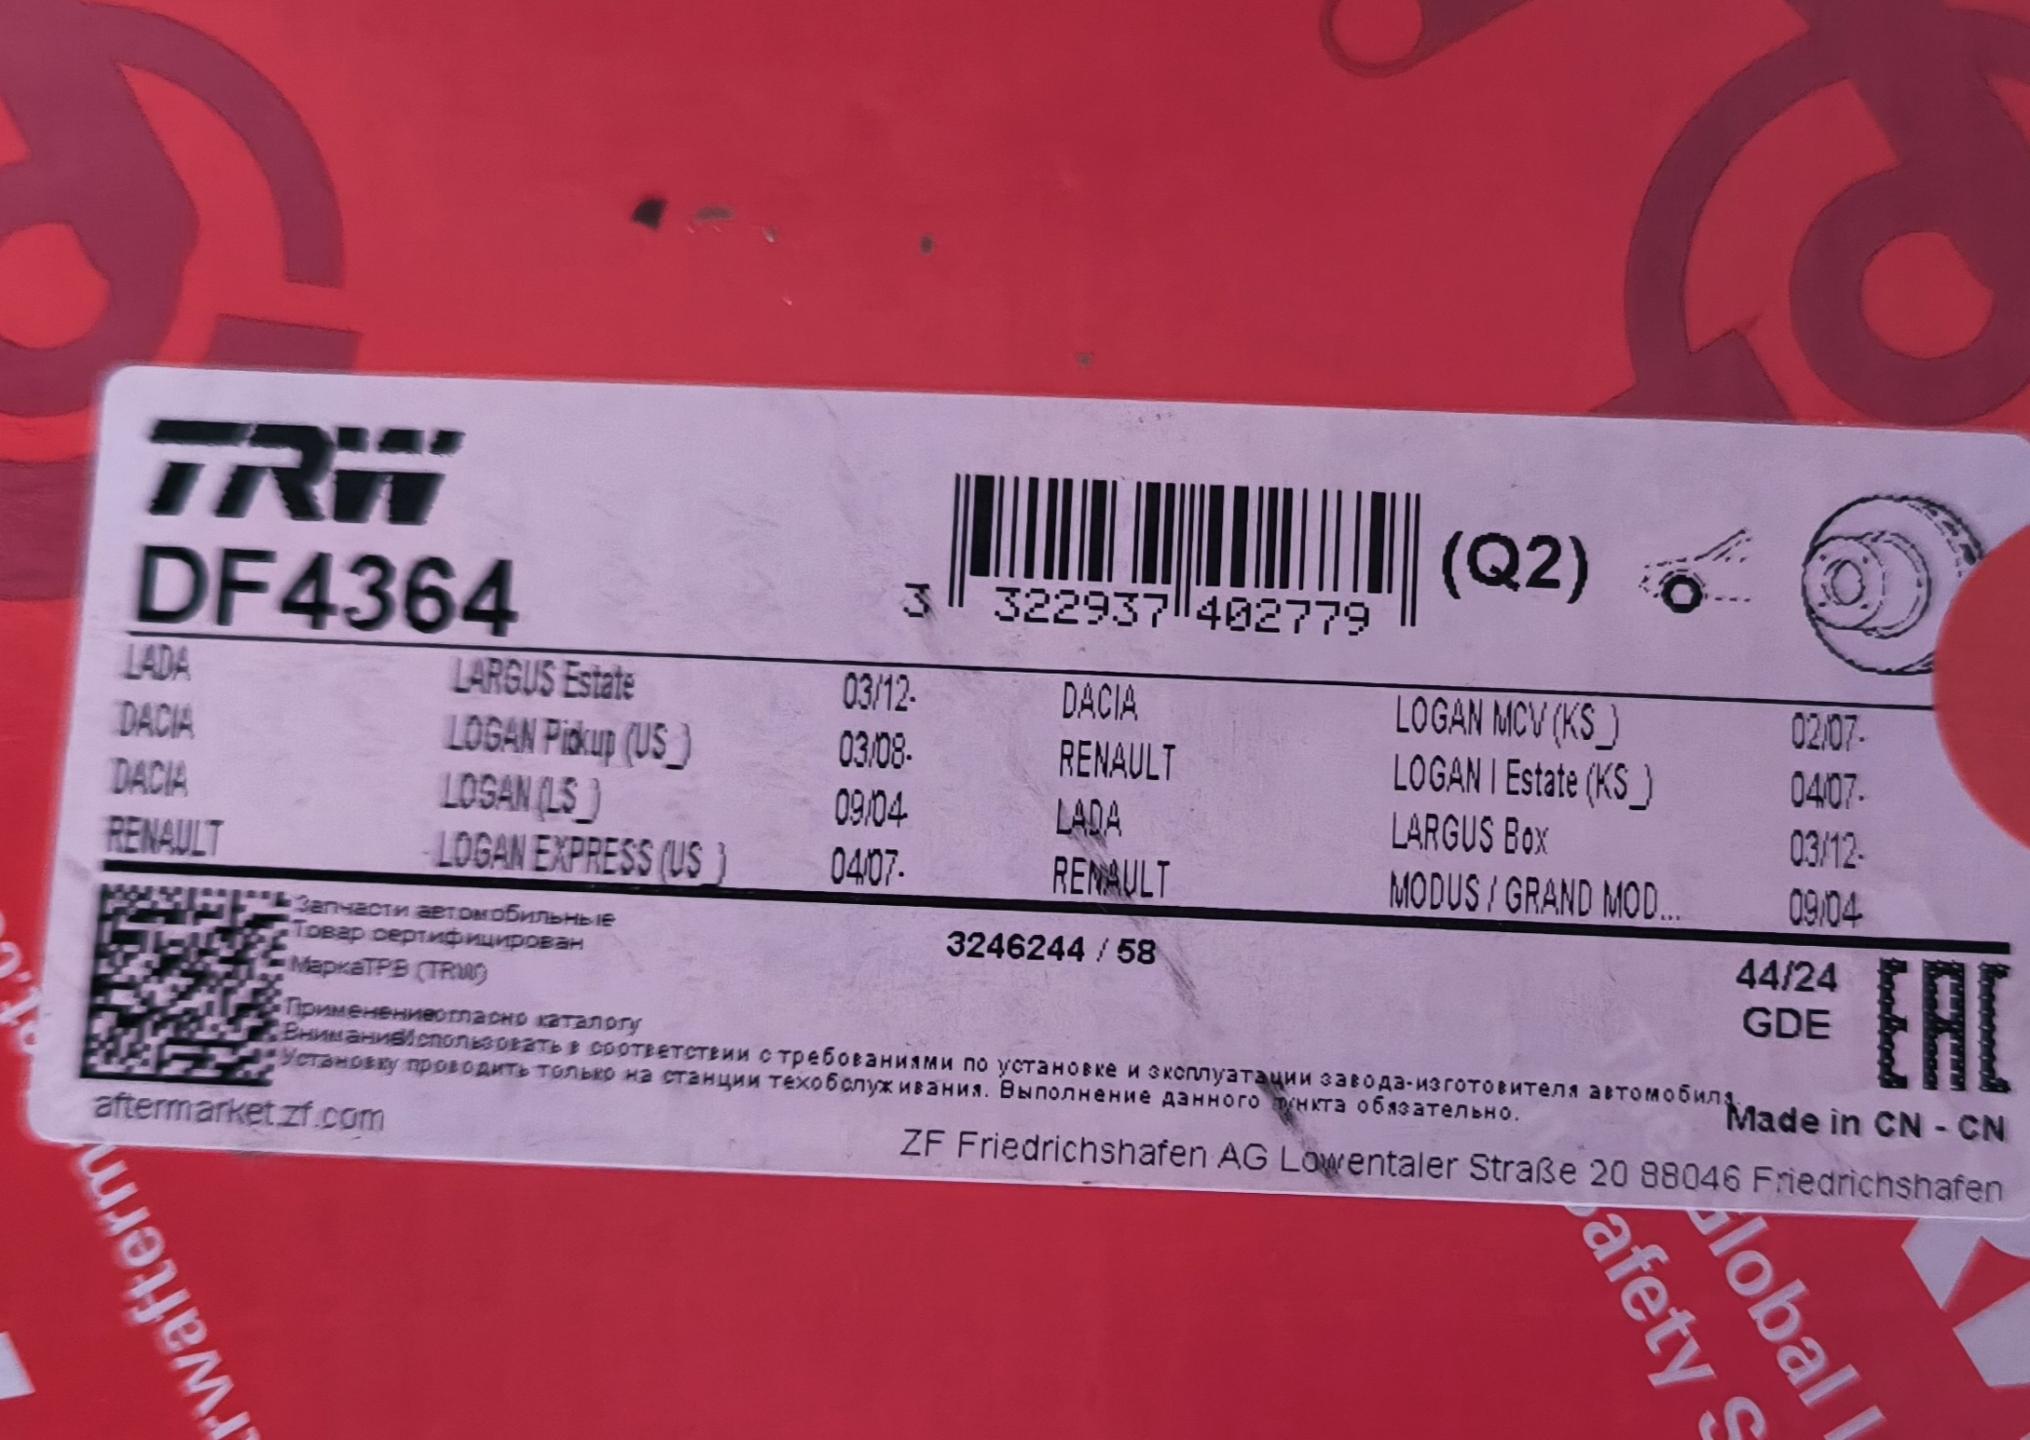 TRW
DF4364
3 322937 402779 (Q2)
LADA LARGUS Estate 03/12- DACIA LOGAN MCV (KS_) 02/07-
DACIA LOGAN Pickup (US_) 03/08- RENAULT LOGAN I Estate (KS_) 04/07-
DACIA LOGAN (LS_) 09/04- LADA LARGUS Box 03/12-
RENAULT LOGAN EXPRESS (US_) 04/07- RENAULT MODUS / GRAND MOD... 09/04-
Запчасти автомобильные
Товар сертифицирован
МаркаТРВ (TRW)
3246244 / 58
44/24
GDE
EAC
Применениеогласно каталогу
Внимание Использовать в соответствии с требованиями по установке и эксплуатации завода-изготовителя автомобиля.
Установку проводить только на станции техобслуживания. Выполнение данного пункта обязательно.
Made in CN - CN
aftermarket.zf.com
ZF Friedrichshafen AG Lowentaler Straße 20 88046 Friedrichshafen
rwafterm
Global
Safety S